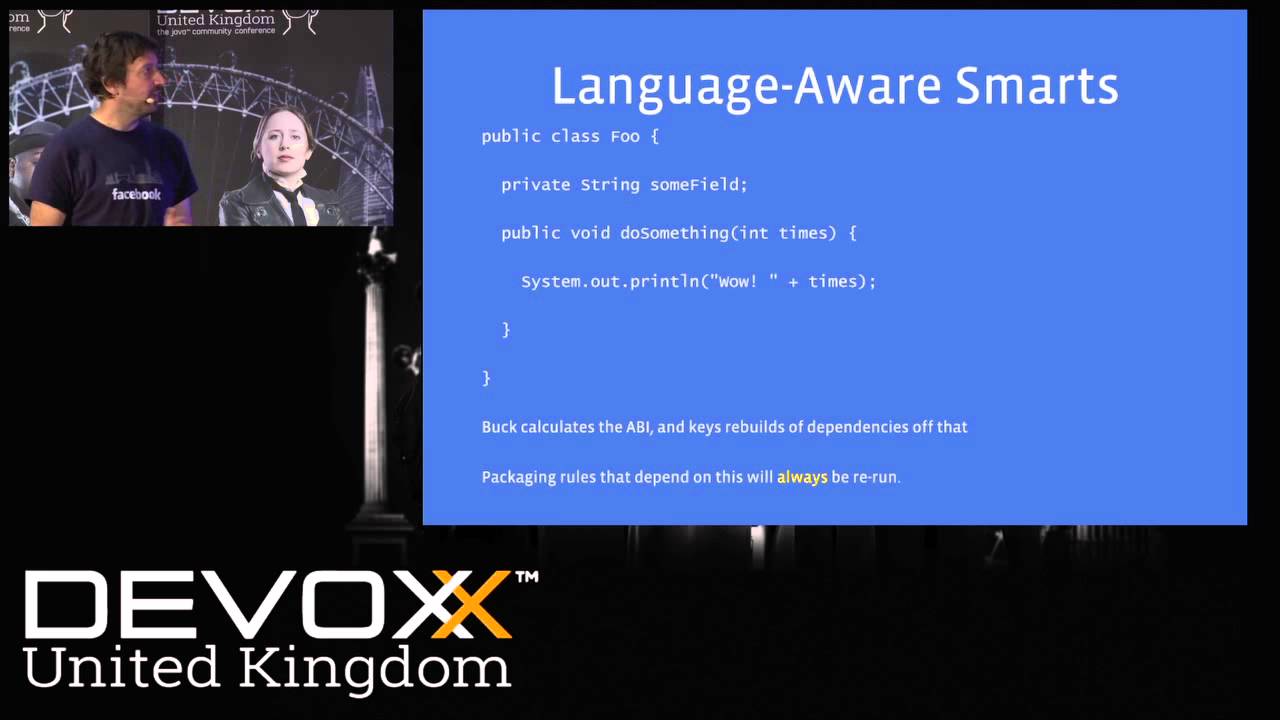 United Kingdom
the java™ community conference
facebook
Language-Aware Smarts
public class Foo {
private String someField;
public void doSomething(int times) {
System.out.println("Wow! " + times);
}
}
Buck calculates the ABI, and keys rebuilds of dependencies off that
Packaging rules that depend on this will always be re-run.
DEVOXX™
United Kingdom